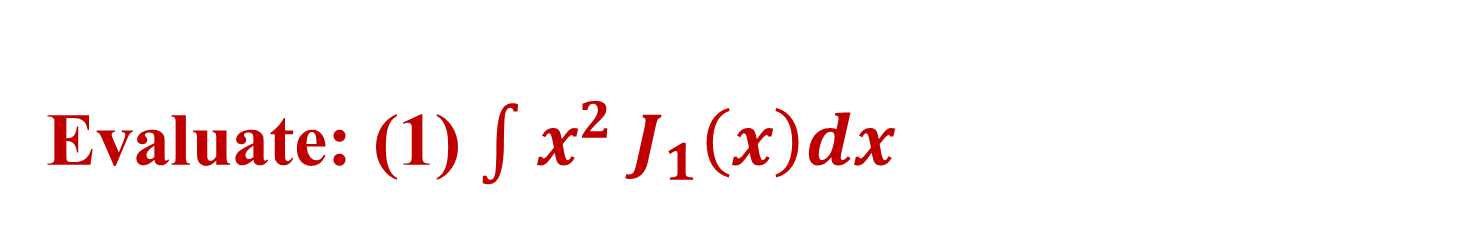 Evaluate: (1) ∫ x² J₁(x)dx